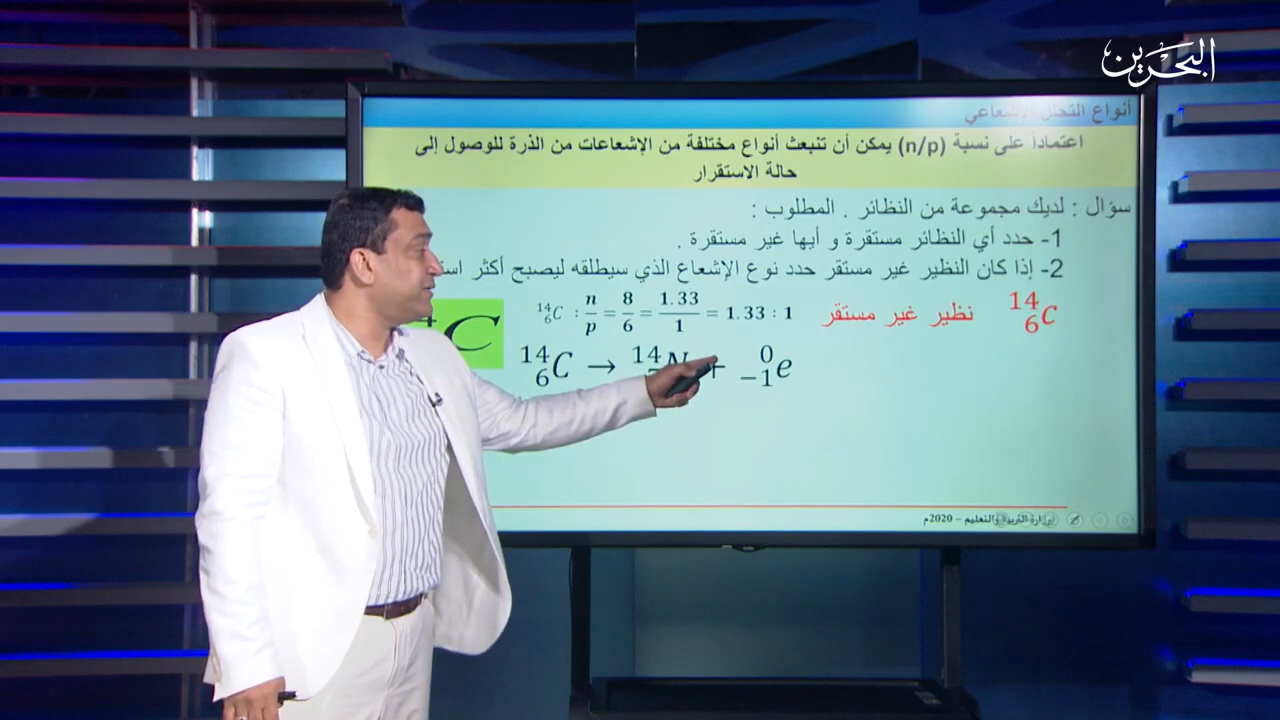 البحرين
أنواع التحلل الإشعاعي
اعتماداً على نسبة (n/p) يمكن أن تنبعث أنواع مختلفة من الإشعاعات من الذرة للوصول إلى
حالة الاستقرار
سؤال : لديك مجموعة من النظائر . المطلوب :
1- حدد أي النظائر مستقرة و أيها غير مستقرة .
2- إذا كان النظير غير مستقر حدد نوع الإشعاع الذي سيطلقه ليصبح أكثر
¹⁴₆C نظير غير مستقر
¹⁴₆C : n/p = 8/6 = 1.33/1 = 1.33 : 1
C
¹⁴₆C → ¹⁴N + ⁰₋₁e
وزارة التربية والتعليم – 2020م